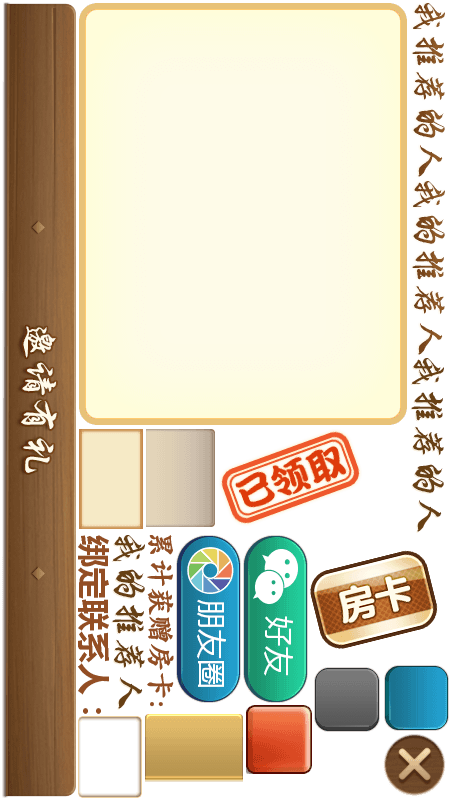 我推荐的人我的推荐人我推荐的人
邀请有礼
已领取
房卡
好友
朋友圈
累计获赠房卡:
我的推荐人
绑定联系人: